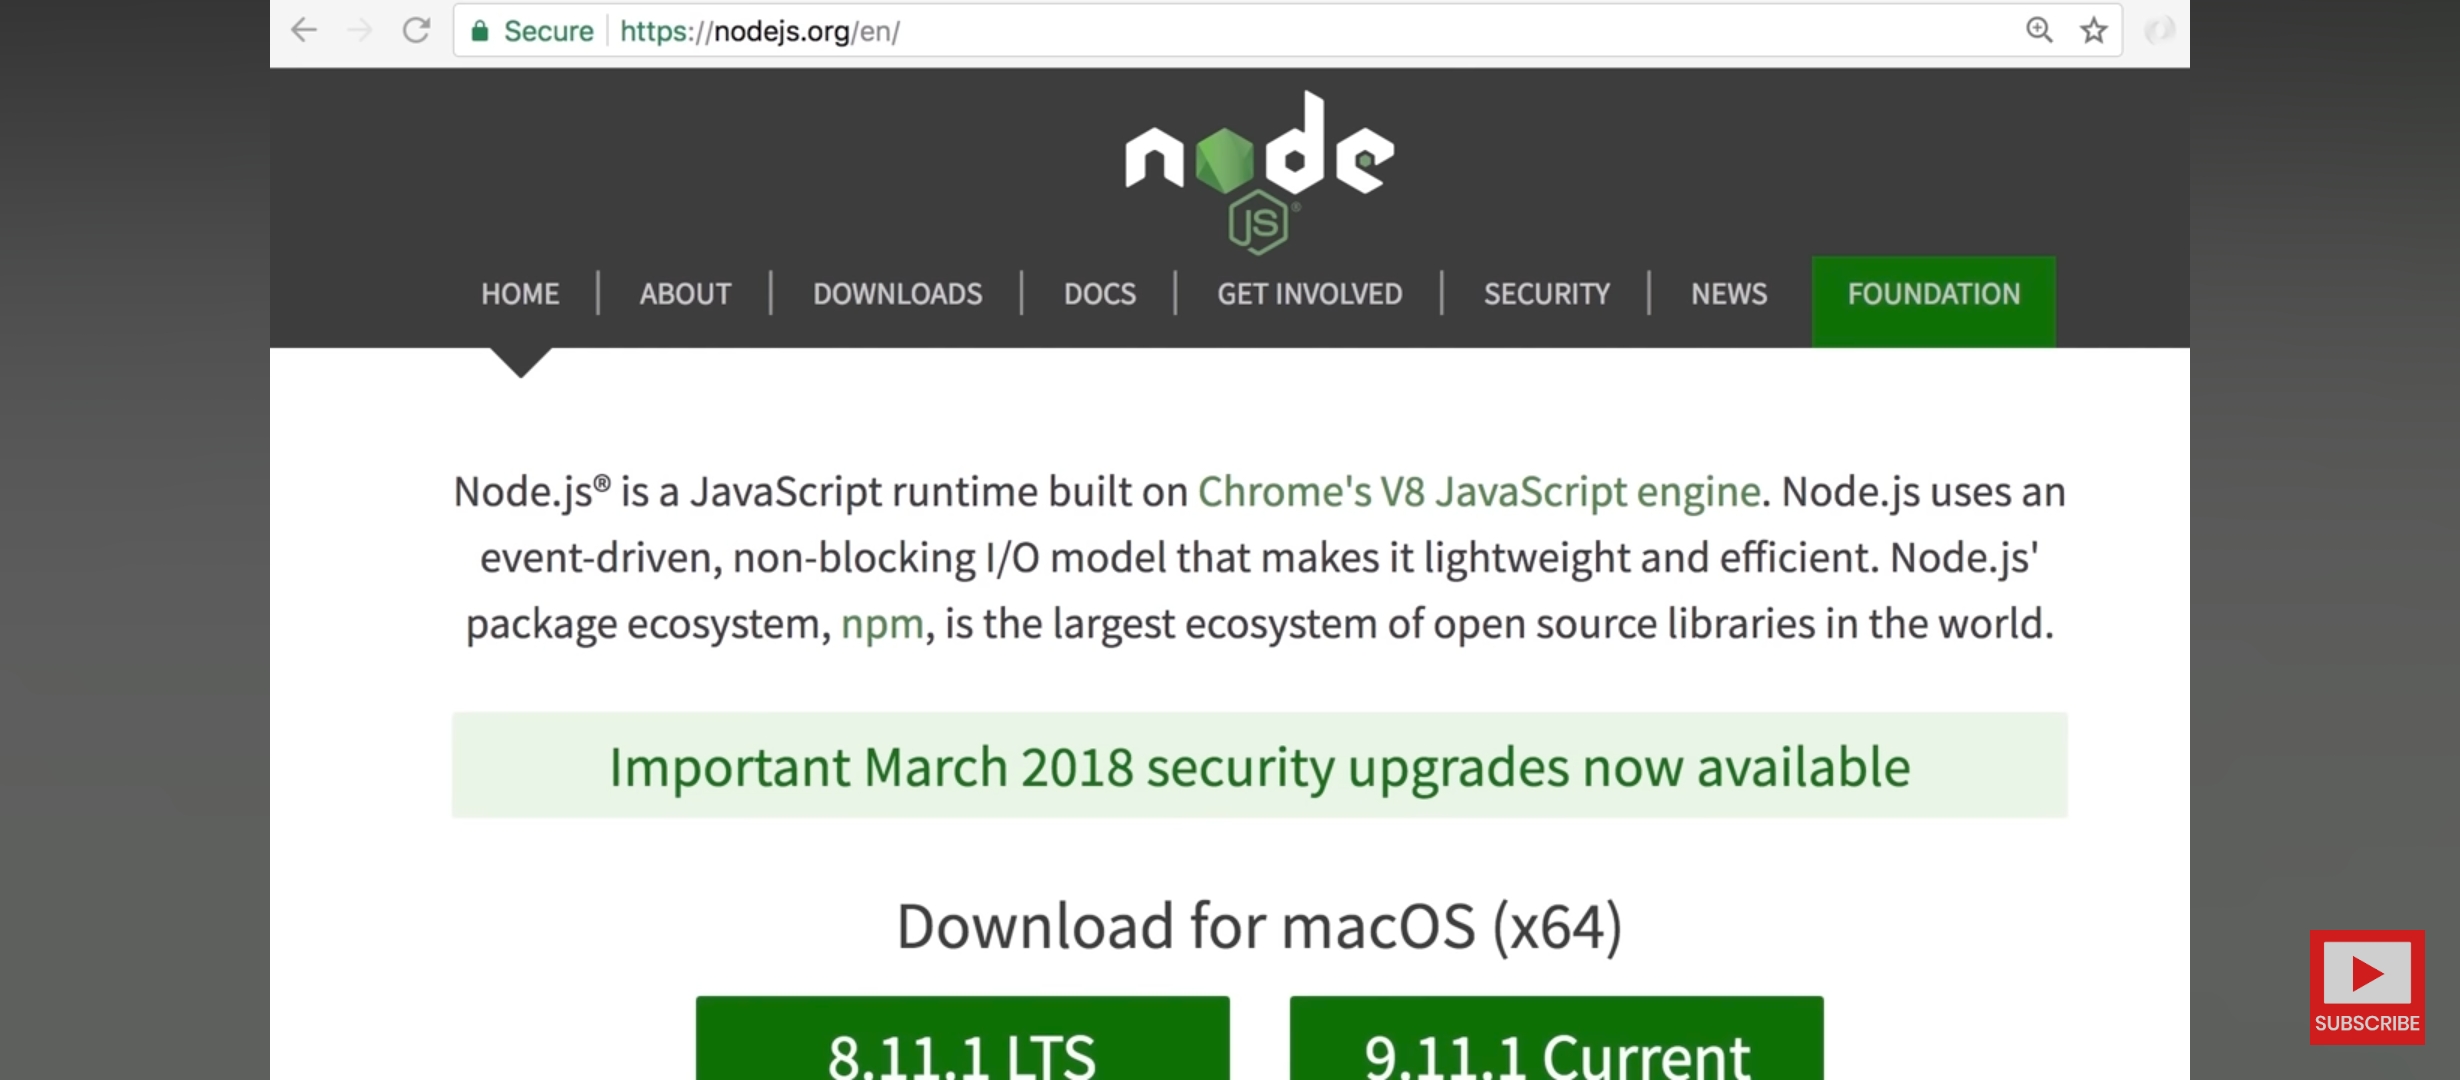 Secure https://nodejs.org/en/
node
JS®
HOME ABOUT DOWNLOADS DOCS GET INVOLVED SECURITY NEWS FOUNDATION
Node.js® is a JavaScript runtime built on Chrome's V8 JavaScript engine. Node.js uses an
event-driven, non-blocking I/O model that makes it lightweight and efficient. Node.js'
package ecosystem, npm, is the largest ecosystem of open source libraries in the world.
Important March 2018 security upgrades now available
Download for macOS (x64)
8.11.1 LTS 9.11.1 Current
SUBSCRIBE